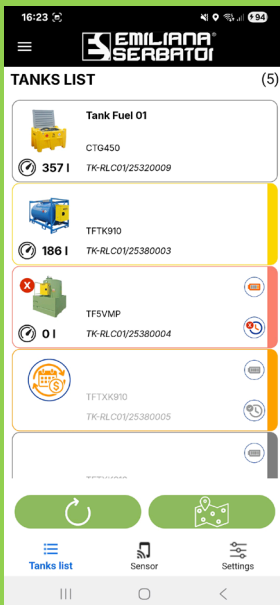 16:23
94
EMILIANA®
SERBATOI
TANKS LIST (5)
Tank Fuel 01
CTG450
357 l TK-RLC01/25320009
TFTK910
186 l TK-RLC01/25380003
X
TF5VMP
0 l TK-RLC01/25380004
TFTXK910
TK-RLC01/25380005
Tanks list Sensor Settings